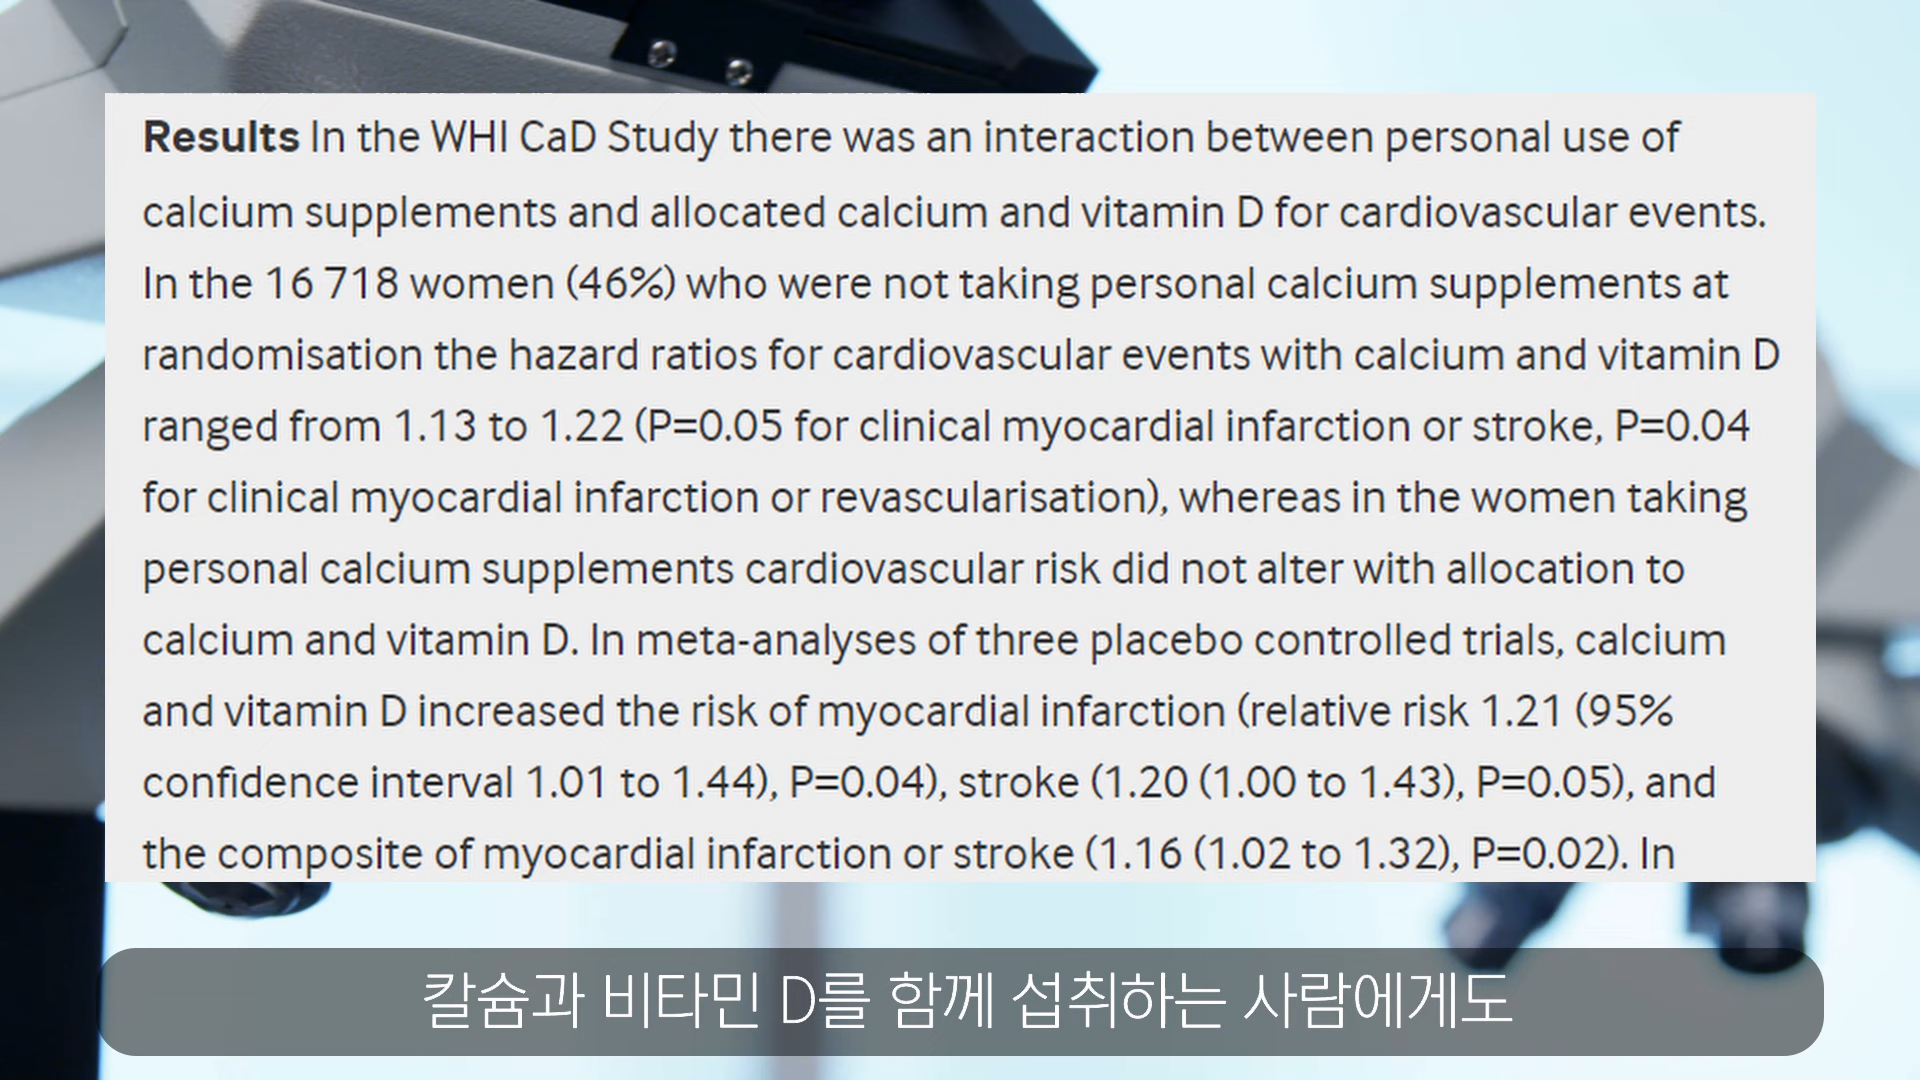 Results In the WHI CaD Study there was an interaction between personal use of
calcium supplements and allocated calcium and vitamin D for cardiovascular events.
In the 16 718 women (46%) who were not taking personal calcium supplements at
randomisation the hazard ratios for cardiovascular events with calcium and vitamin D
ranged from 1.13 to 1.22 (P=0.05 for clinical myocardial infarction or stroke, P=0.04
for clinical myocardial infarction or revascularisation), whereas in the women taking
personal calcium supplements cardiovascular risk did not alter with allocation to
calcium and vitamin D. In meta-analyses of three placebo controlled trials, calcium
and vitamin D increased the risk of myocardial infarction (relative risk 1.21 (95%
confidence interval 1.01 to 1.44), P=0.04), stroke (1.20 (1.00 to 1.43), P=0.05), and
the composite of myocardial infarction or stroke (1.16 (1.02 to 1.32), P=0.02). In
칼슘과 비타민 D를 함께 섭취하는 사람에게도